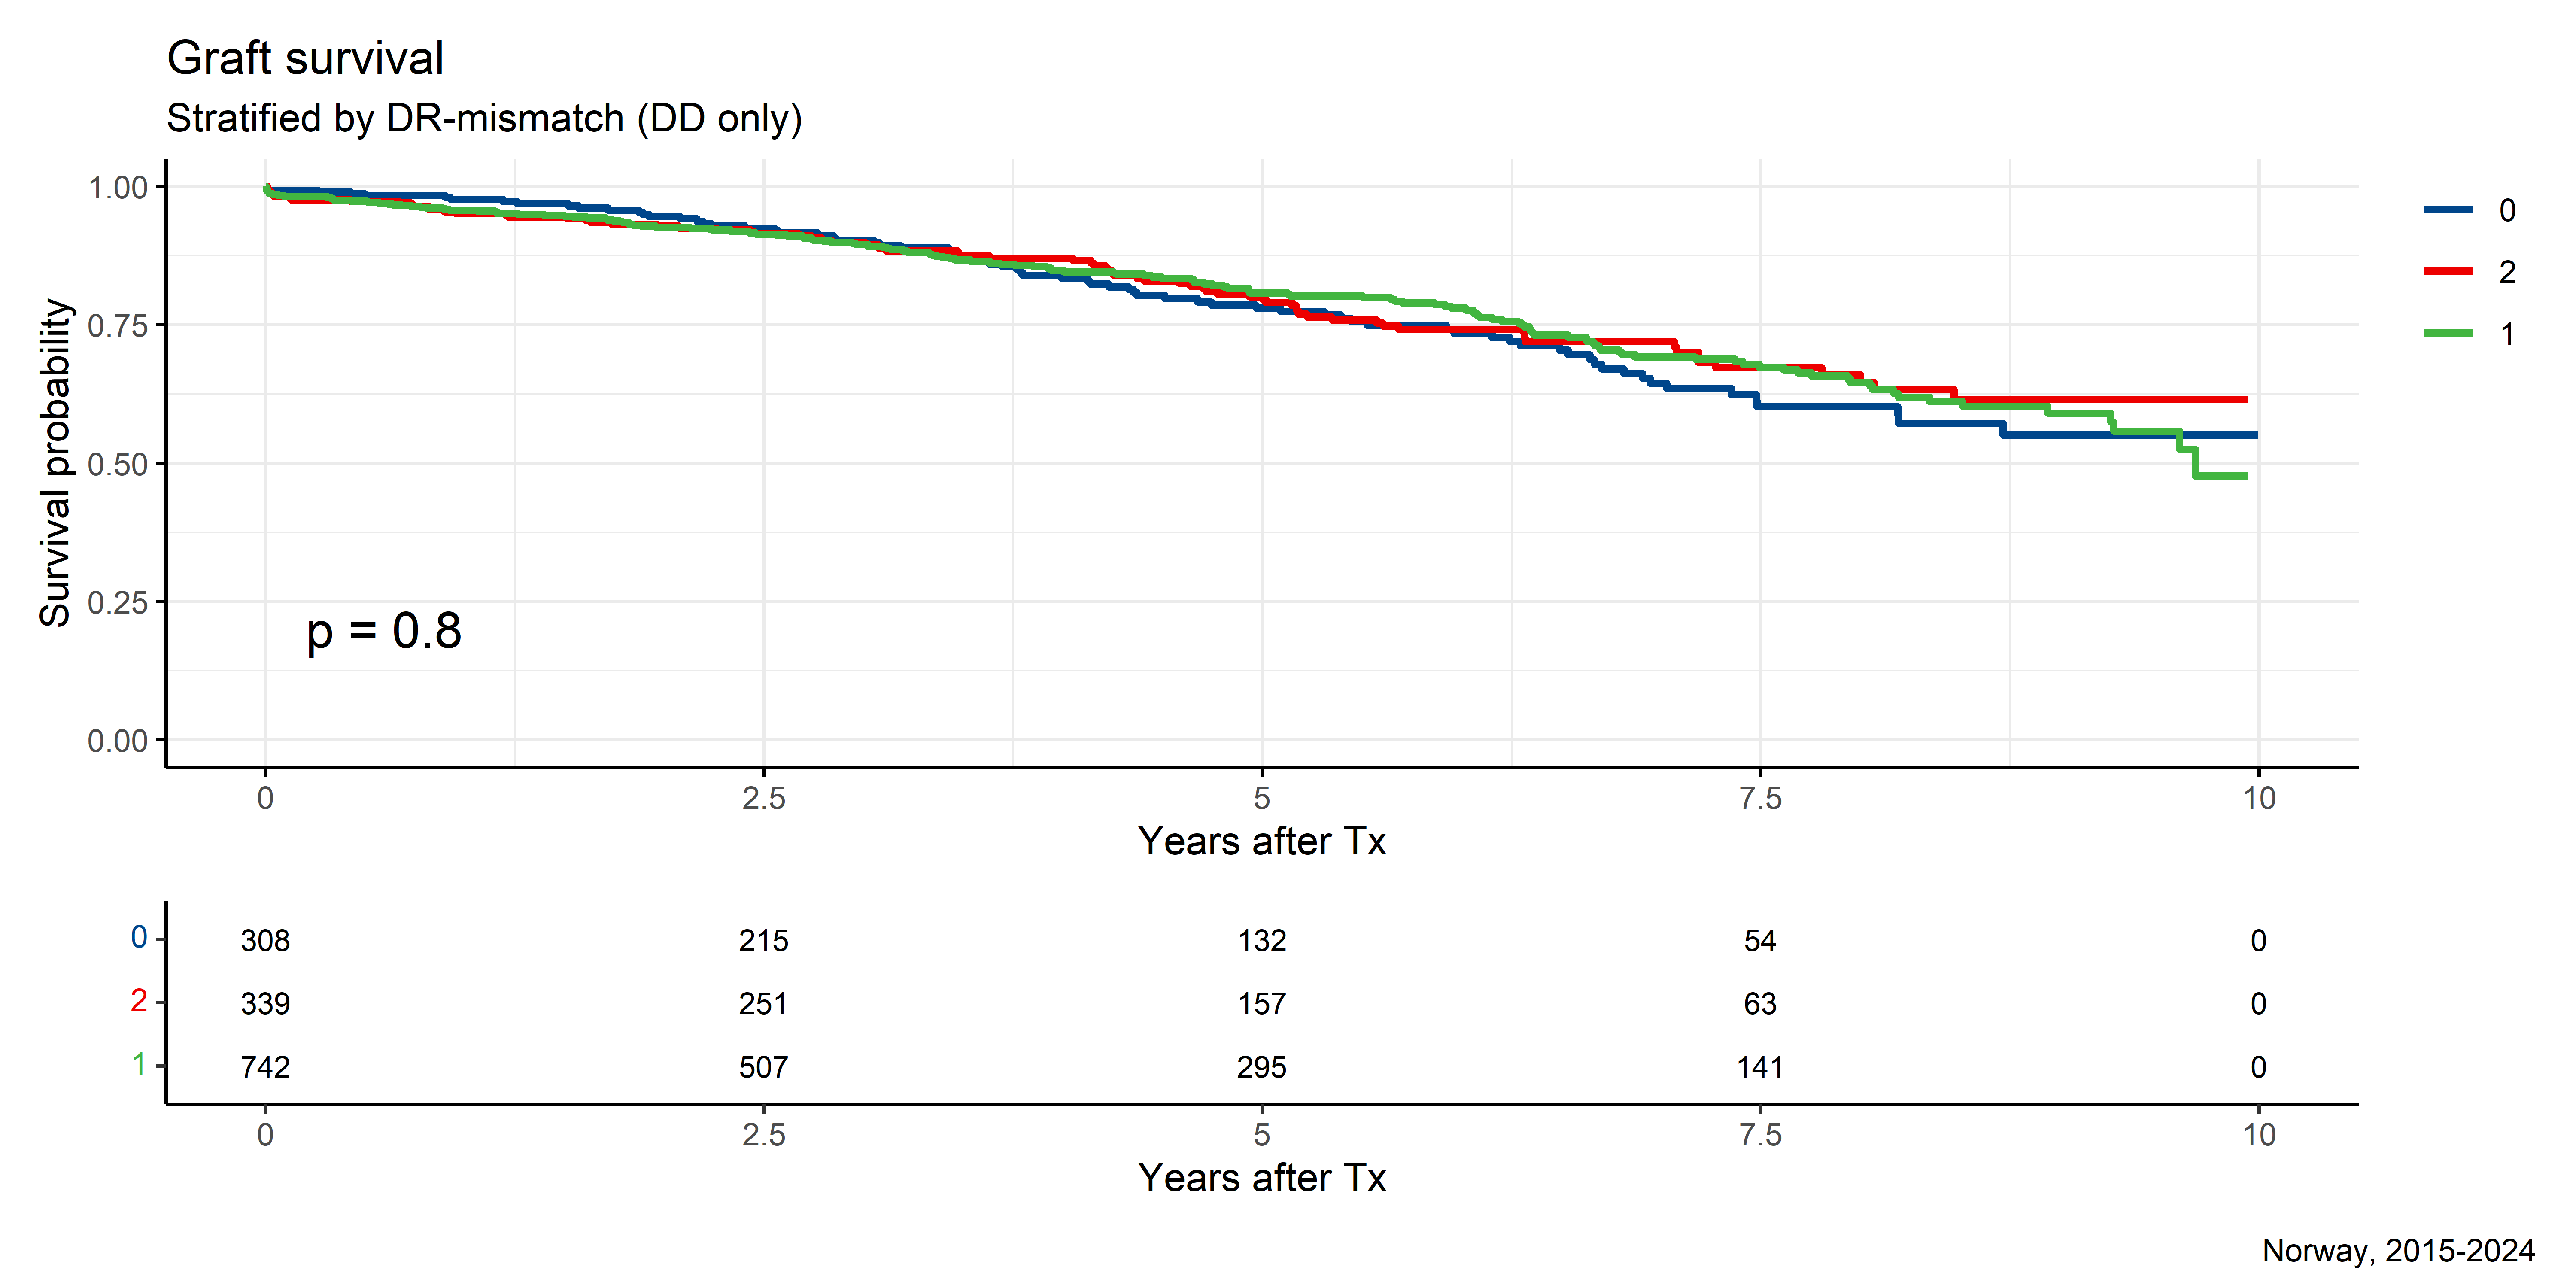 Graft survival
Stratified by DR-mismatch (DD only)
Survival probability
1.00
0.75
0.50
0.25
0.00
p = 0.8
0
2
1
0 2.5 5 7.5 10
Years after Tx
0 308 215 132 54 0
2 339 251 157 63 0
1 742 507 295 141 0
0 2.5 5 7.5 10
Years after Tx
Norway, 2015-2024